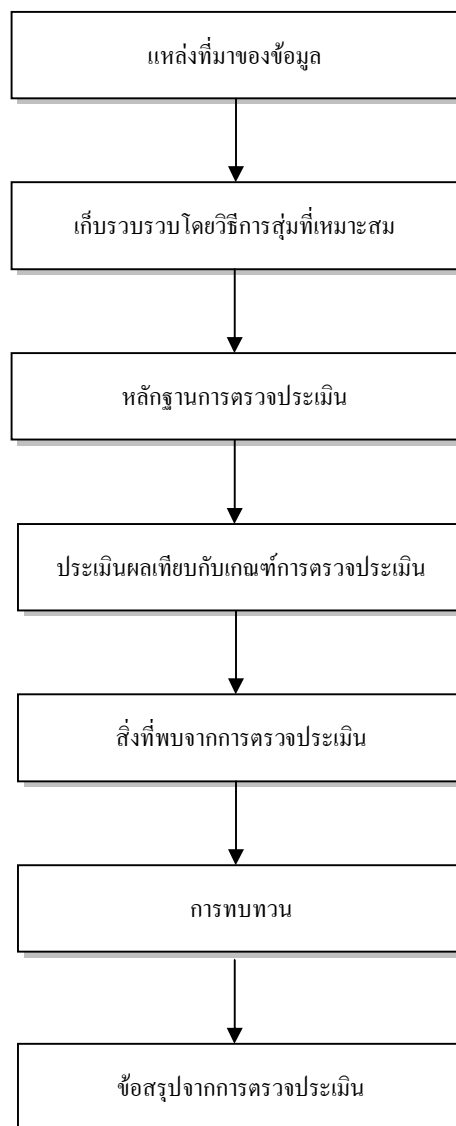 แหล่งที่มาของข้อมูล
เก็บรวบรวบโดยวิธีการสุ่มที่เหมาะสม
หลักฐานการตรวจประเมิน
ประเมินผลเทียบกับเกณฑ์การตรวจประเมิน
สิ่งที่พบจากการตรวจประเมิน
การทบทวน
ข้อสรุปจากการตรวจประเมิน